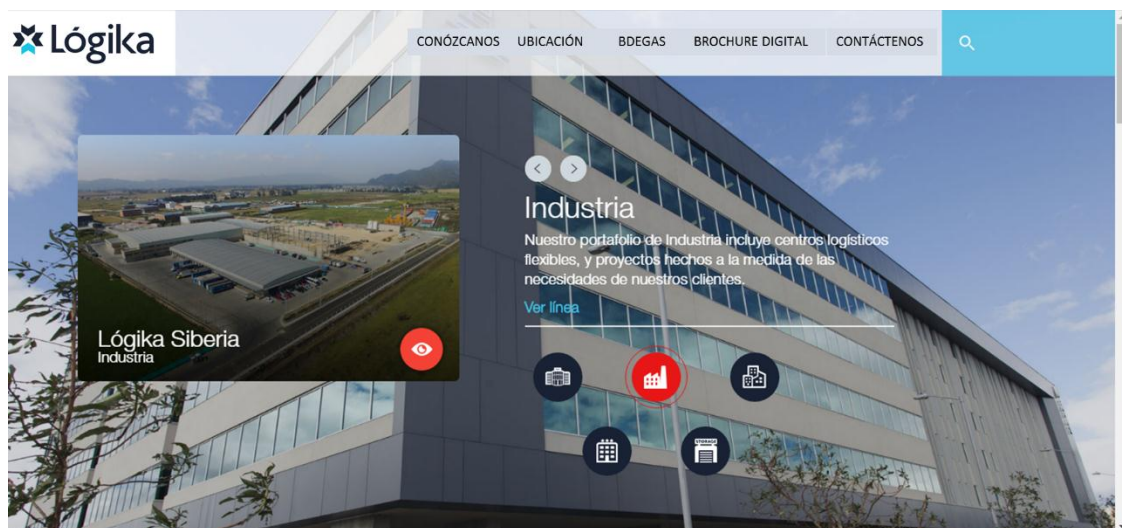 Lógika
CONÓZCANOS UBICACIÓN BDEGAS BROCHURE DIGITAL CONTÁCTENOS
Industria
Nuestro portafolio de Industria incluye centros logísticos
flexibles, y proyectos hechos a la medida de las
necesidades de nuestros clientes.
Ver línea
Lógika Siberia
Industria
STORAGE